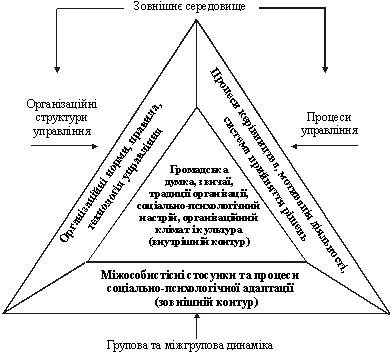 Зовнішнє середовище
Організаційні
структури
управління
Процеси
управління
Організаційні норми, правила,
технологія управління
Процеси керівництва, мотивація діяльності,
система прийняття рішень
Громадська
думка, звичаї,
традиції організації,
соціально-психологічний
настрій, організаційний
клімат і культура
(внутрішній контур)
Міжособистісні стосунки та процеси
соціально-психологічної адаптації
(зовнішній контур)
Групова та міжгрупова динаміка